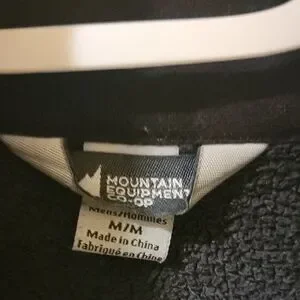 MOUNTAIN
EQUIPMENT
CO-OP
Mens/Hommes
M/M
Made in China
Fabriqué en Chine